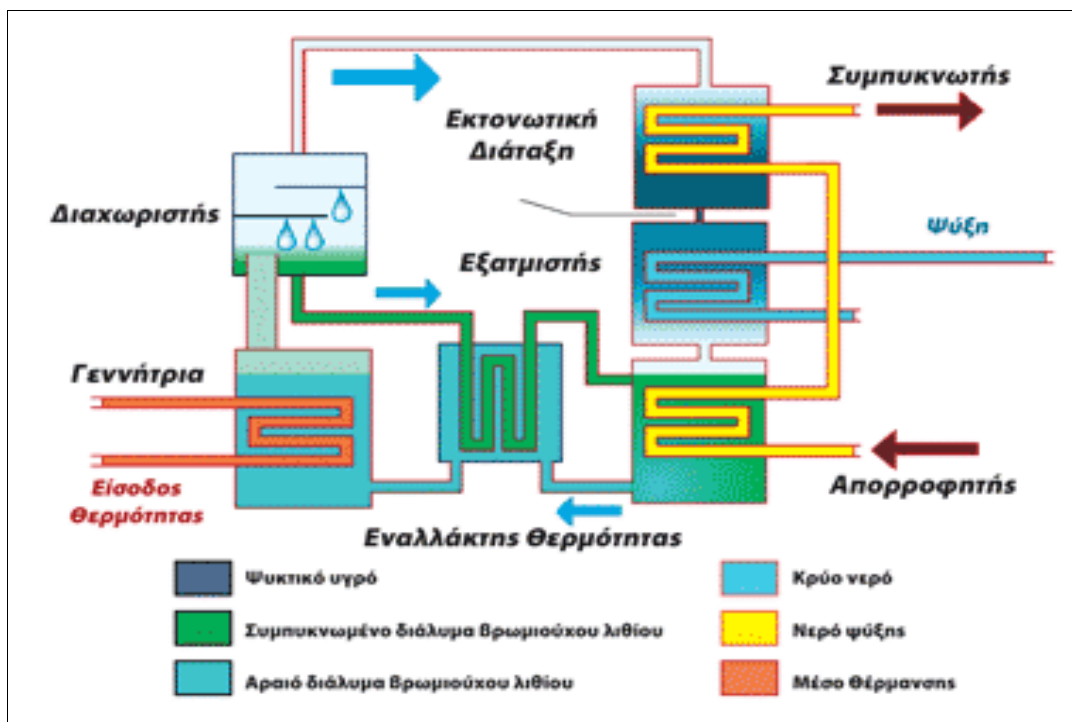 Συμπυκνωτής
Εκτονωτική
Διάταξη
Διαχωριστής
Ψύξη
Εξατμιστής
Γεννήτρια
Είσοδος
Θερμότητας
Απορροφητής
Εναλλάκτης Θερμότητας
Ψυκτικό υγρό
Κρύο νερό
Συμπυκνωμένο διάλυμα βρωμιούχου λιθίου
Νερό ψύξης
Αραιό διάλυμα βρωμιούχου λιθίου
Μέσο θέρμανσης